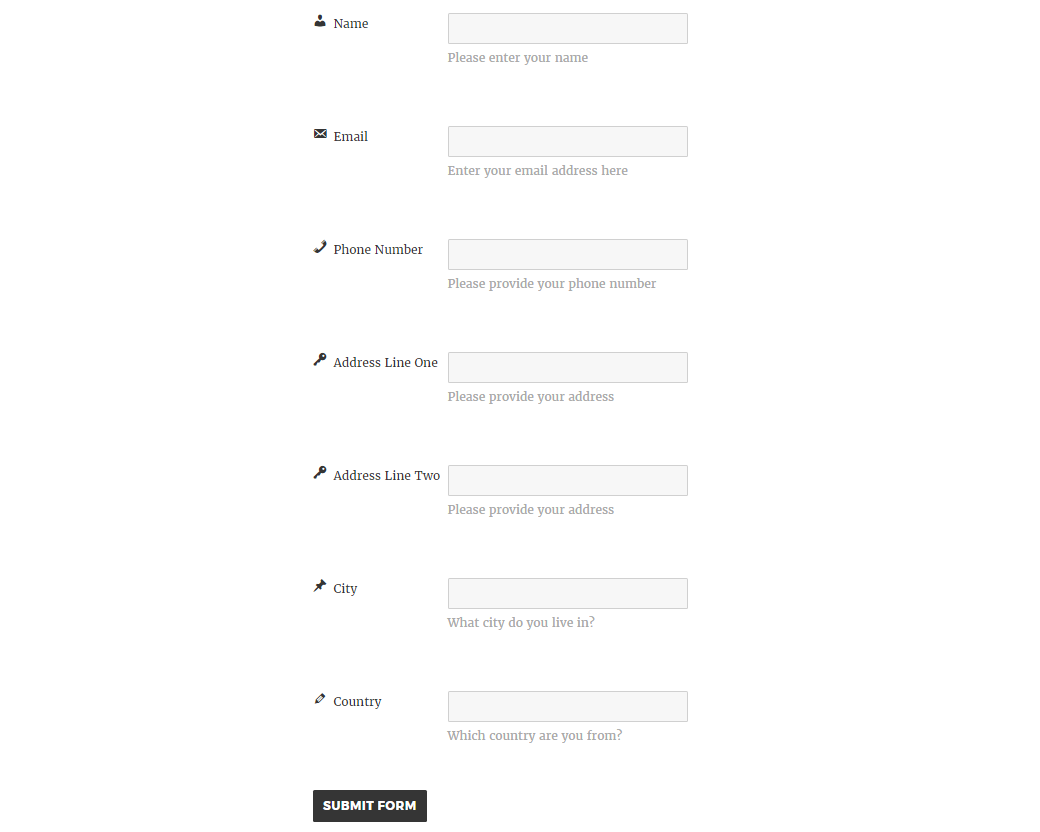 Name
Please enter your name
Email
Enter your email address here
Phone Number
Please provide your phone number
Address Line One
Please provide your address
Address Line Two
Please provide your address
City
What city do you live in?
Country
Which country are you from?
SUBMIT FORM